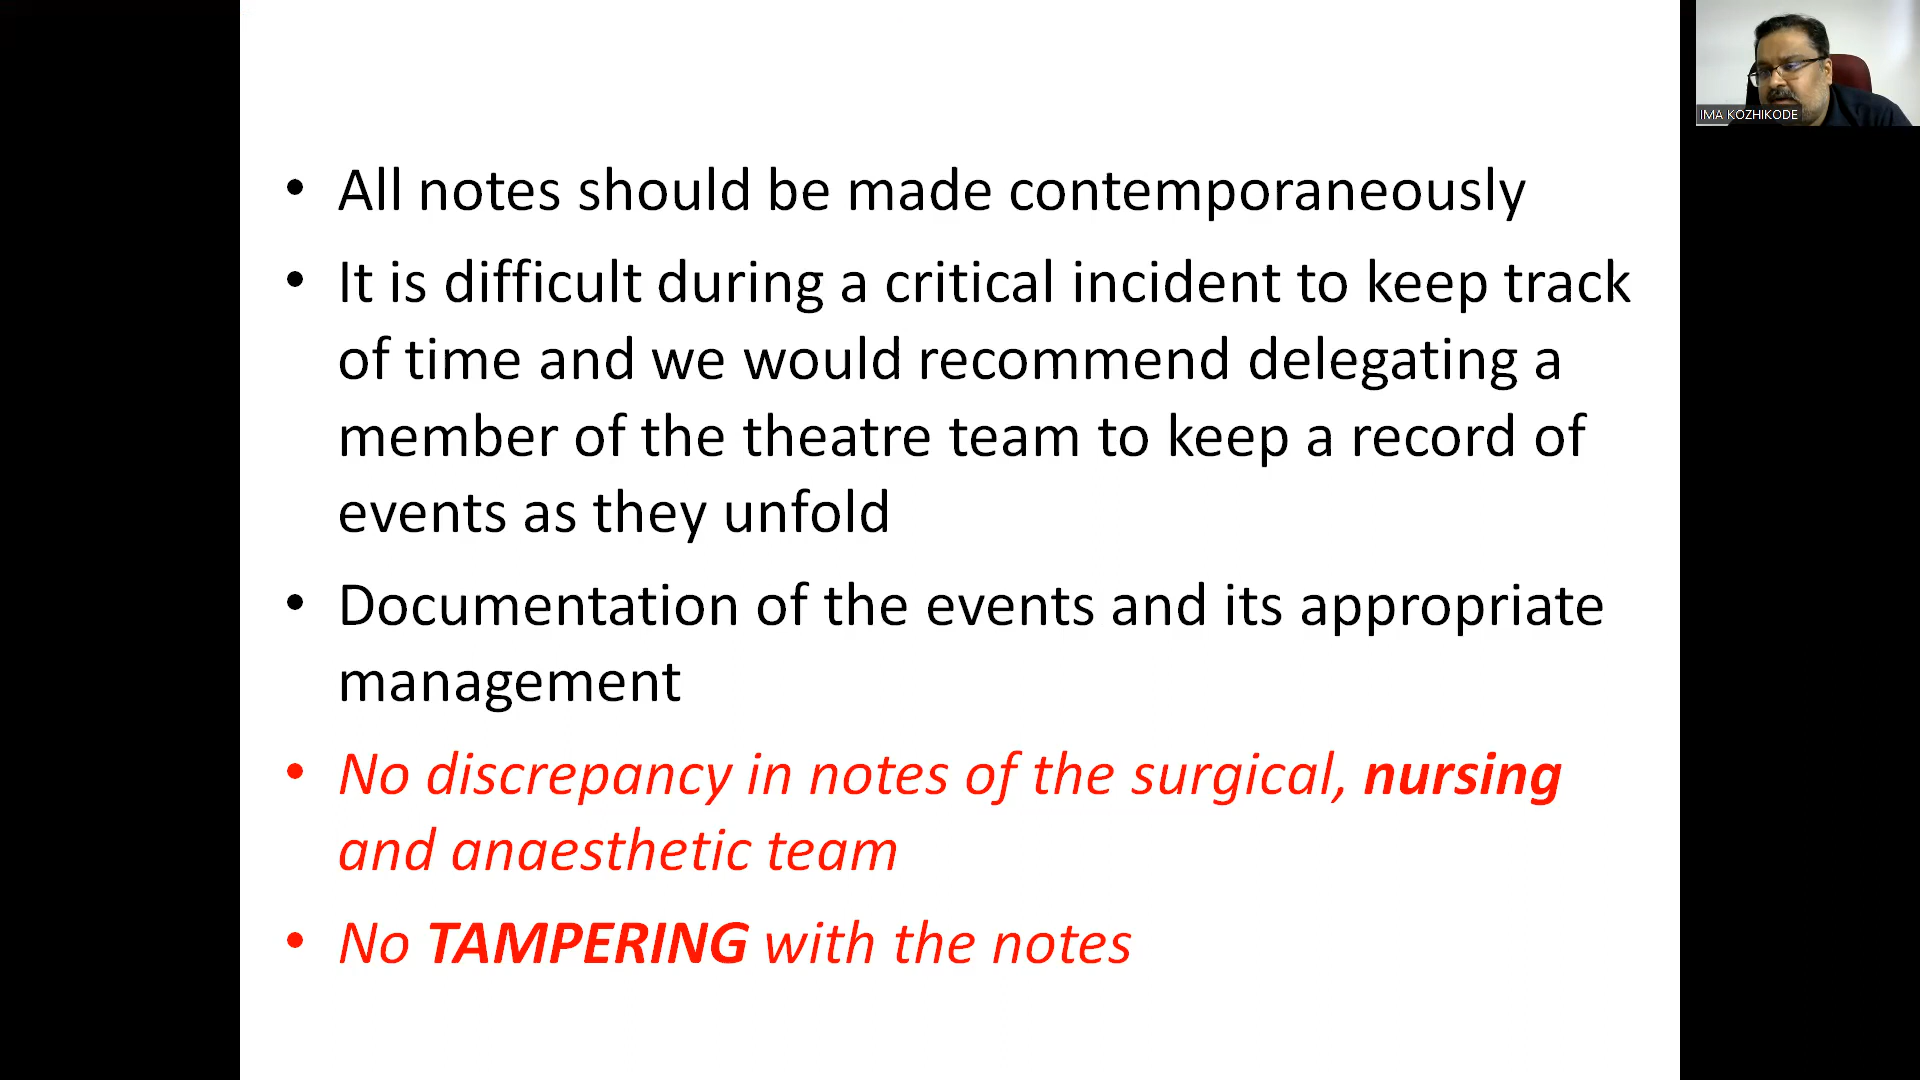 • All notes should be made contemporaneously
• It is difficult during a critical incident to keep track
of time and we would recommend delegating a
member of the theatre team to keep a record of
events as they unfold
• Documentation of the events and its appropriate
management
• No discrepancy in notes of the surgical, nursing
and anaesthetic team
• No TAMPERING with the notes
IMA KOZHIKODE